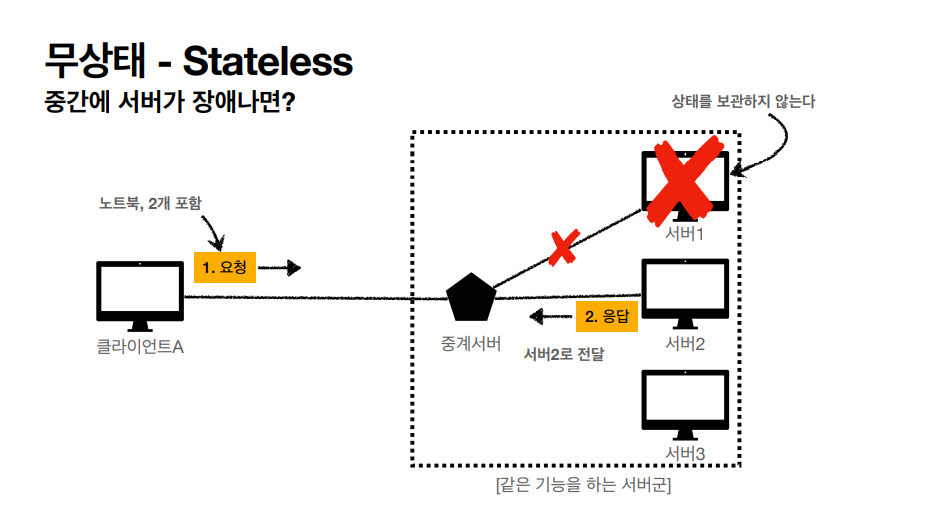 무상태 - Stateless
중간에 서버가 장애나면?
상태를 보관하지 않는다
노트북, 2개 포함
1. 요청
서버1
클라이언트A
중계서버
2. 응답
서버2로 전달
서버2
서버3
[같은 기능을 하는 서버군]